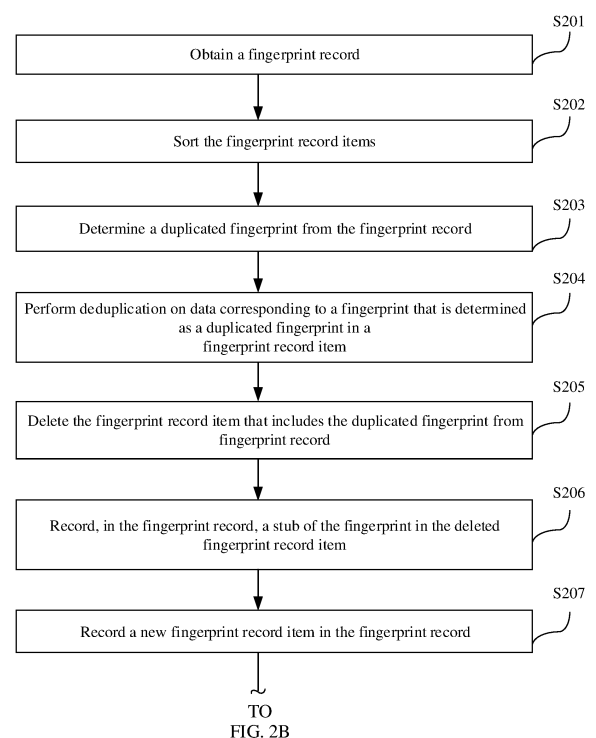 S201
Obtain a fingerprint record
S202
Sort the fingerprint record items
S203
Determine a duplicated fingerprint from the fingerprint record
S204
Perform deduplication on data corresponding to a fingerprint that is determined
as a duplicated fingerprint in a
fingerprint record item
S205
Delete the fingerprint record item that includes the duplicated fingerprint from
fingerprint record
S206
Record, in the fingerprint record, a stub of the fingerprint in the deleted
fingerprint record item
S207
Record a new fingerprint record item in the fingerprint record
TO
FIG. 2B